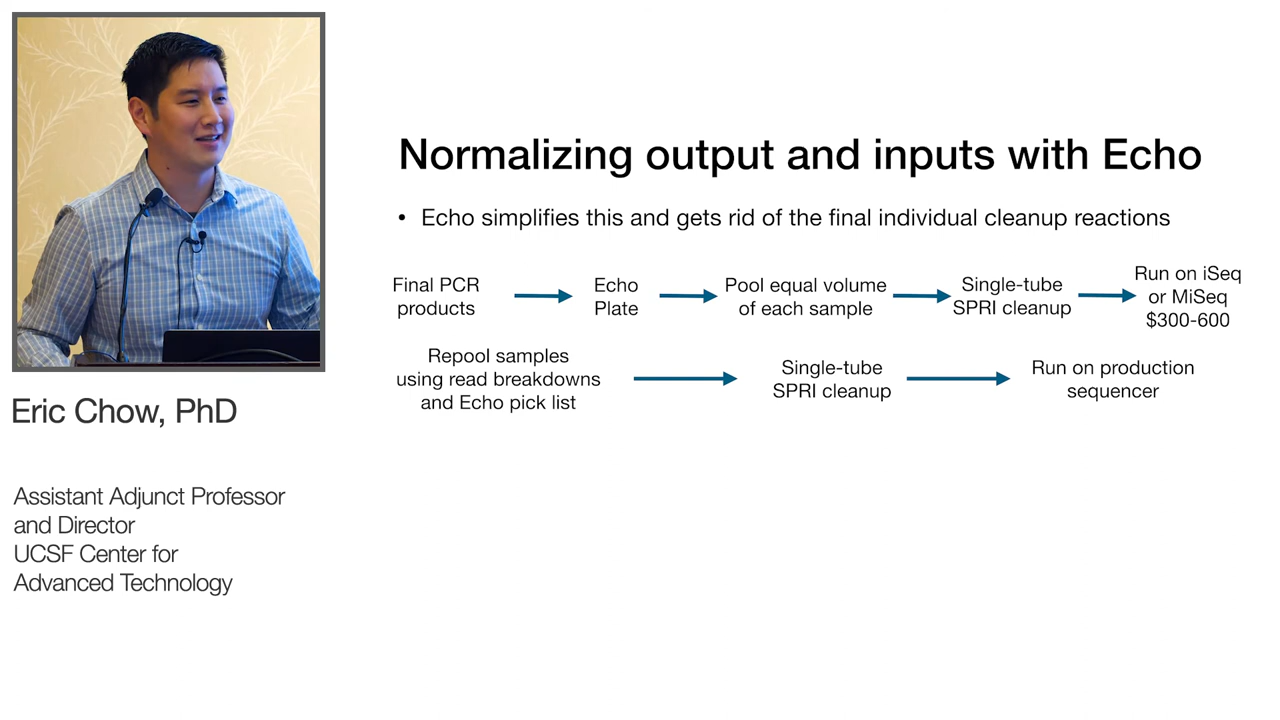 Normalizing output and inputs with Echo
• Echo simplifies this and gets rid of the final individual cleanup reactions
Final PCR
products
Echo
Plate
Pool equal volume
of each sample
Single-tube
SPRI cleanup
Run on iSeq
or MiSeq
$300-600
Repool samples
using read breakdowns
and Echo pick list
Single-tube
SPRI cleanup
Run on production
sequencer
Eric Chow, PhD
Assistant Adjunct Professor
and Director
UCSF Center for
Advanced Technology